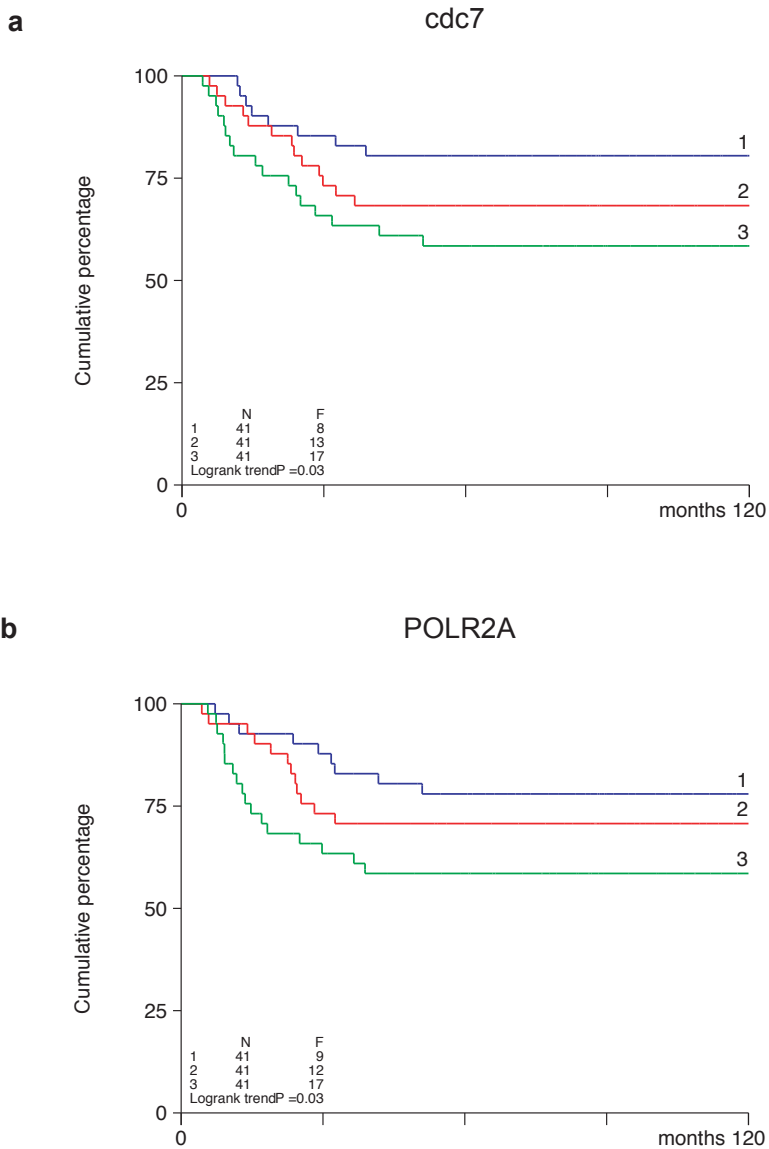 a
cdc7
100
75
50
25
0
Cumulative percentage
1
2
3
N F
1 41 8
2 41 13
3 41 17
Logrank trendP =0.03
0 months 120
b
POLR2A
100
75
50
25
0
Cumulative percentage
1
2
3
N F
1 41 9
2 41 12
3 41 17
Logrank trendP =0.03
0 months 120